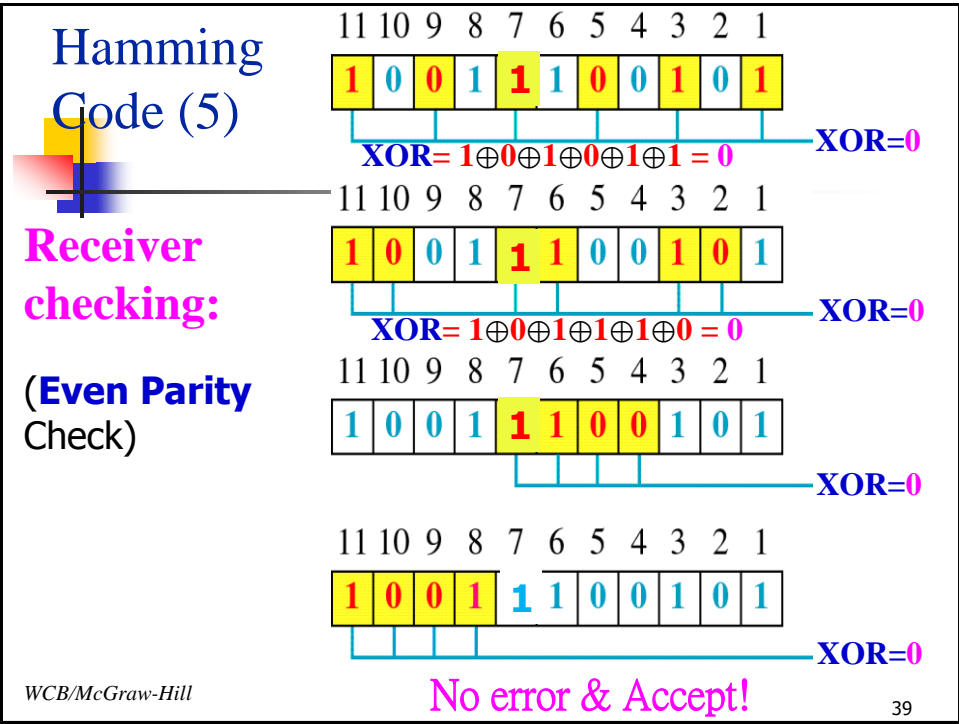 Hamming
Code (5)
11 10 9 8 7 6 5 4 3 2 1
1 0 0 1 1 1 0 0 1 0 1
XOR=0
XOR= 1⊕0⊕1⊕0⊕1⊕1 = 0
Receiver
checking:
(Even Parity
Check)
11 10 9 8 7 6 5 4 3 2 1
1 0 0 1 1 1 0 0 1 0 1
XOR=0
XOR= 1⊕0⊕1⊕1⊕1⊕0 = 0
11 10 9 8 7 6 5 4 3 2 1
1 0 0 1 1 1 0 0 1 0 1
XOR=0
11 10 9 8 7 6 5 4 3 2 1
1 0 0 1 1 1 0 0 1 0 1
XOR=0
No error & Accept!
WCB/McGraw-Hill
39